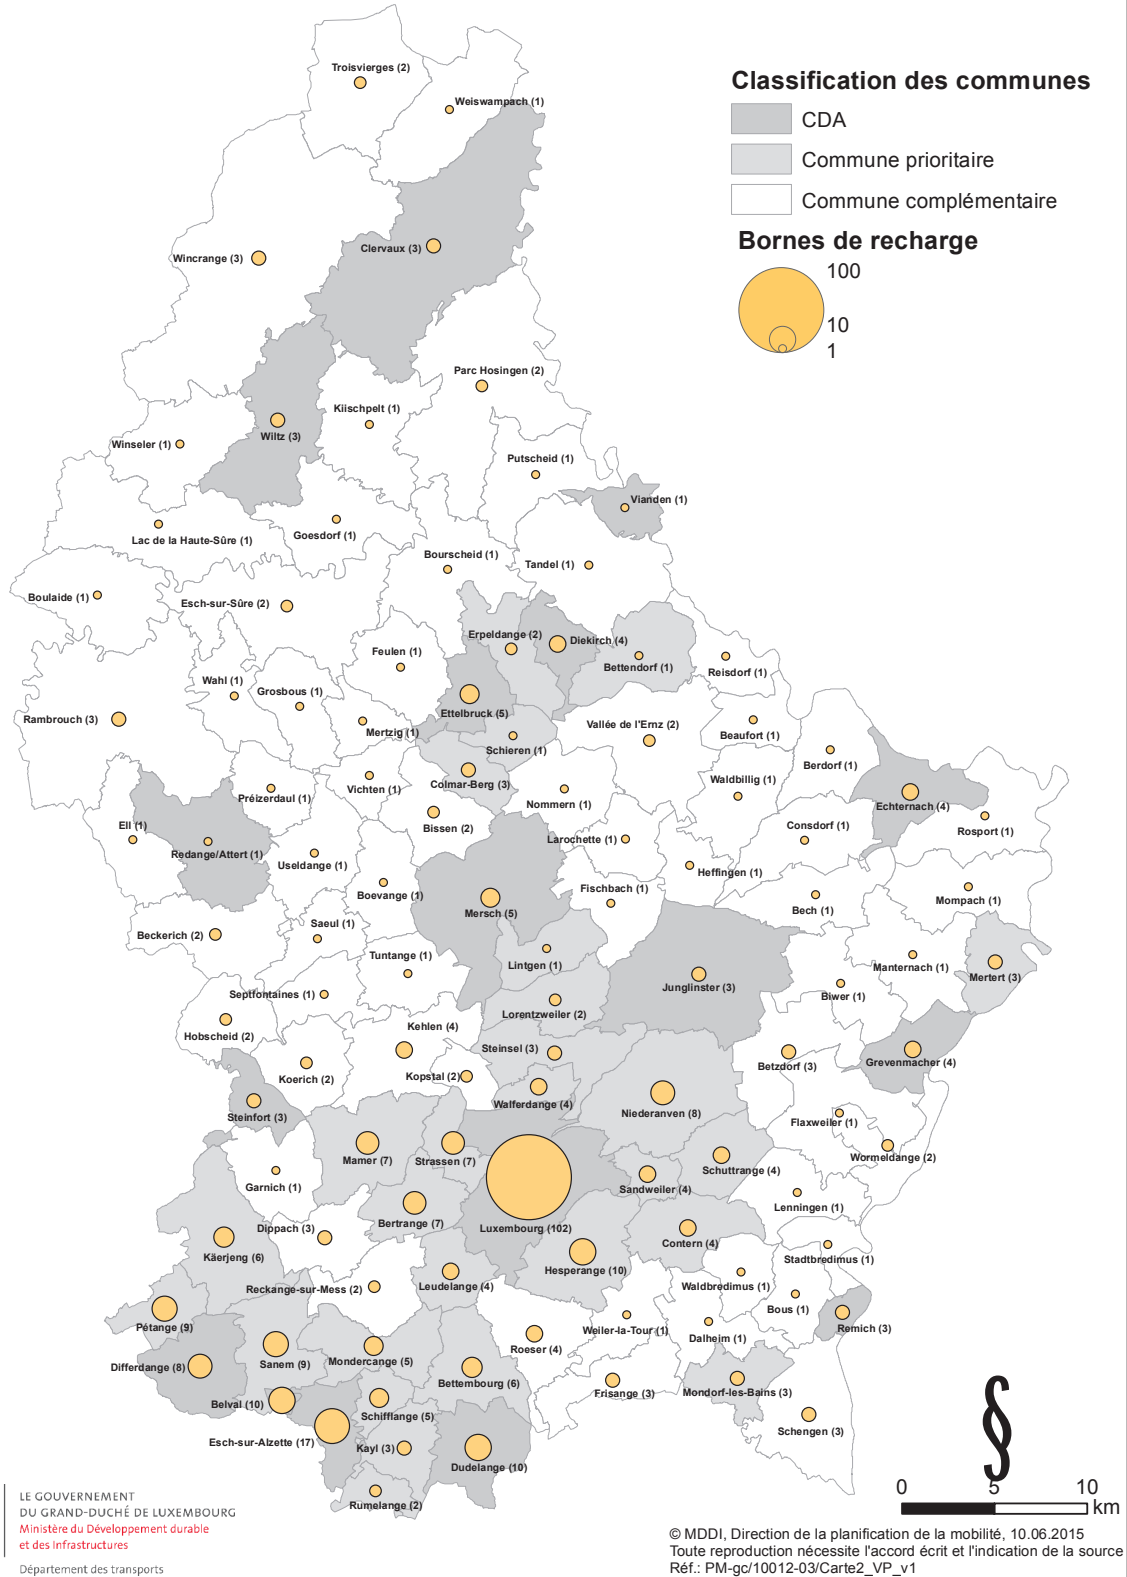 Classification des communes
CDA
Commune prioritaire
Commune complémentaire
Bornes de recharge
100
10
1
Troisvierges (2)
Weiswampach (1)
Clervaux (3)
Wincrange (3)
Parc Hosingen (2)
Kiischpelt (1)
Wiltz (3)
Winseler (1)
Putscheid (1)
Vianden (1)
Lac de la Haute-Sûre (1)
Goesdorf (1)
Bourscheid (1)
Tandel (1)
Boulaide (1)
Esch-sur-Sûre (2)
Erpeldange (2)
Diekirch (4)
Feulen (1)
Bettendorf (1)
Reisdorf (1)
Wahl (1)
Grosbous (1)
Rambrouch (3)
Ettelbruck (5)
Mertzig (1)
Vallée de l'Ernz (2)
Beaufort (1)
Schieren (1)
Berdorf (1)
Colmar-Berg (3)
Waldbillig (1)
Vichten (1)
Préizerdaul (1)
Nommern (1)
Echternach (4)
Ell (1)
Bissen (2)
Consdorf (1)
Rosport (1)
Larochette (1)
Redange/Attert (1)
Useldange (1)
Heffingen (1)
Fischbach (1)
Boevange (1)
Mompach (1)
Bech (1)
Mersch (5)
Saeul (1)
Beckerich (2)
Tuntange (1)
Lintgen (1)
Manternach (1)
Mertert (3)
Junglinster (3)
Septfontaines (1)
Biwer (1)
Lorentzweiler (2)
Kehlen (4)
Hobscheid (2)
Steinsel (3)
Grevenmacher (4)
Betzdorf (3)
Koerich (2)
Kopstal (2)
Walferdange (4)
Niederanven (8)
Steinfort (3)
Flaxweiler (1)
Wormeldange (2)
Mamer (7)
Strassen (7)
Schuttrange (4)
Garnich (1)
Sandweiler (4)
Lenningen (1)
Bertrange (7)
Dippach (3)
Luxembourg (102)
Contern (4)
Käerjeng (6)
Stadtbredimus (1)
Hesperange (10)
Reckange-sur-Mess (2)
Leudelange (4)
Waldbredimus (1)
Bous (1)
Pétange (9)
Weiler-la-Tour (1)
Remich (3)
Dalheim (1)
Roeser (4)
Sanem (9)
Mondercange (5)
Differdange (8)
Bettembourg (6)
Frisange (3)
Mondorf-les-Bains (3)
Belval (10)
Schifflange (5)
Schengen (3)
Esch-sur-Alzette (17)
Kayl (3)
Dudelange (10)
Rumelange (2)
§
0 5 10
km
LE GOUVERNEMENT
DU GRAND-DUCHÉ DE LUXEMBOURG
Ministère du Développement durable
et des Infrastructures
Département des transports
© MDDI, Direction de la planification de la mobilité, 10.06.2015
Toute reproduction nécessite l'accord écrit et l'indication de la source
Réf.: PM-gc/10012-03/Carte2_VP_v1